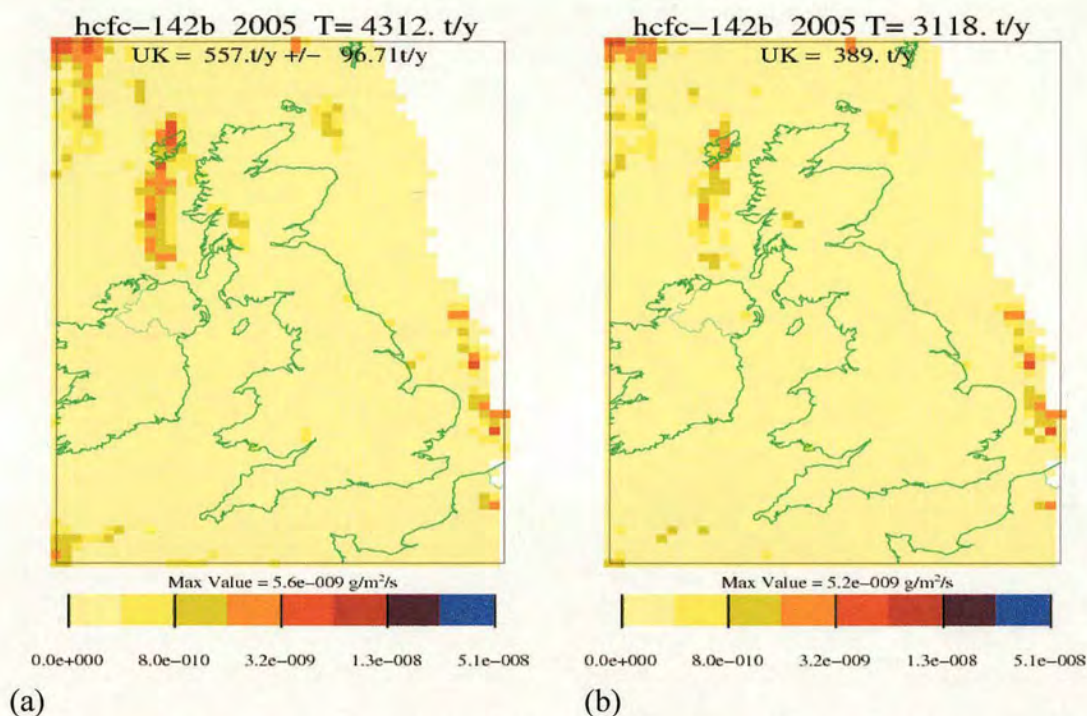 hcfc-142b 2005 T= 4312. t/y
UK = 557.t/y +/- 96.71t/y
Max Value = 5.6e-009 g/m²/s
0.0e+000 8.0e-010 3.2e-009 1.3e-008 5.1e-008
(a)
hcfc-142b 2005 T= 3118. t/y
UK = 389. t/y
Max Value = 5.2e-009 g/m²/s
0.0e+000 8.0e-010 3.2e-009 1.3e-008 5.1e-008
(b)